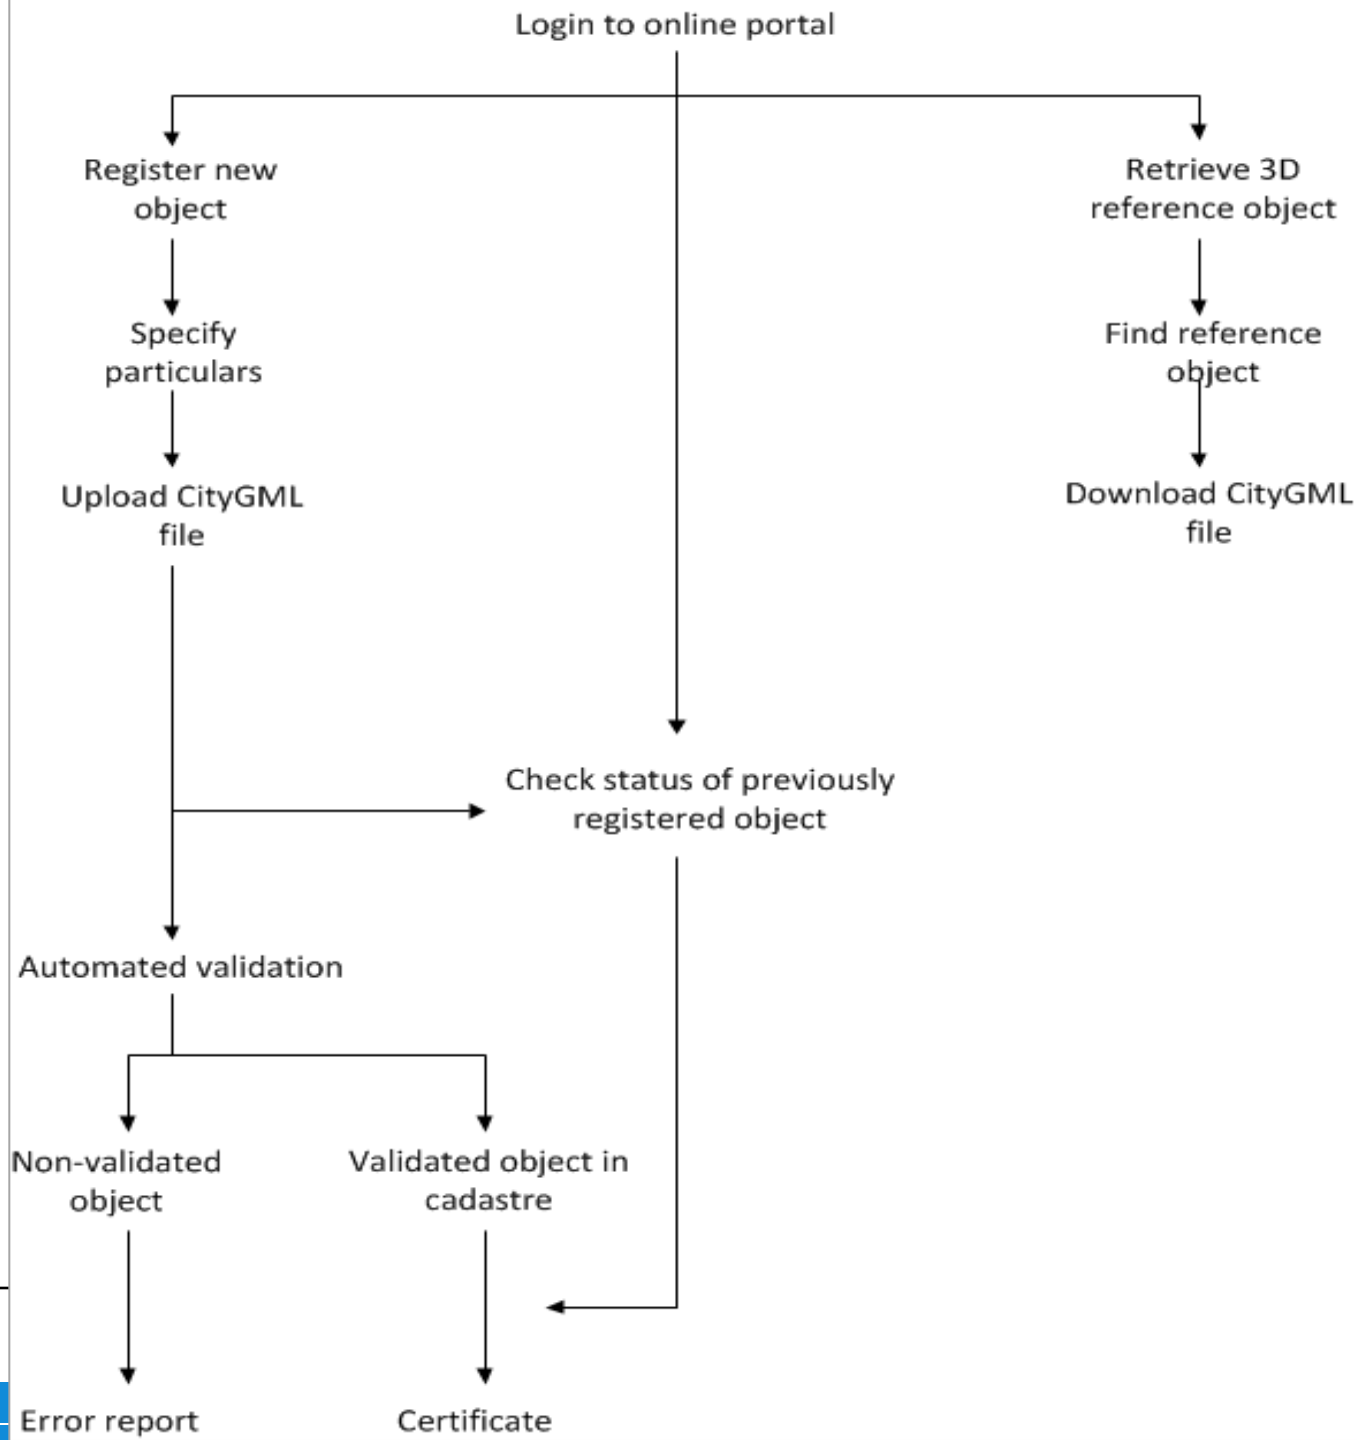 Login to online portal
Register new
object
Retrieve 3D
reference object
Specify
particulars
Find reference
object
Upload CityGML
file
Download CityGML
file
Check status of previously
registered object
Automated validation
Non-validated
object
Validated object in
cadastre
Error report
Certificate